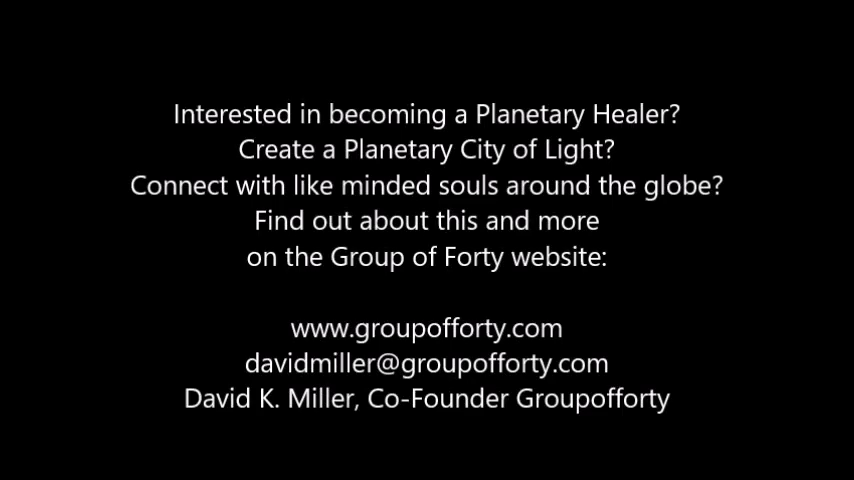 Interested in becoming a Planetary Healer?
Create a Planetary City of Light?
Connect with like minded souls around the globe?
Find out about this and more
on the Group of Forty website:
www.groupofforty.com
davidmiller@groupofforty.com
David K. Miller, Co-Founder Groupofforty